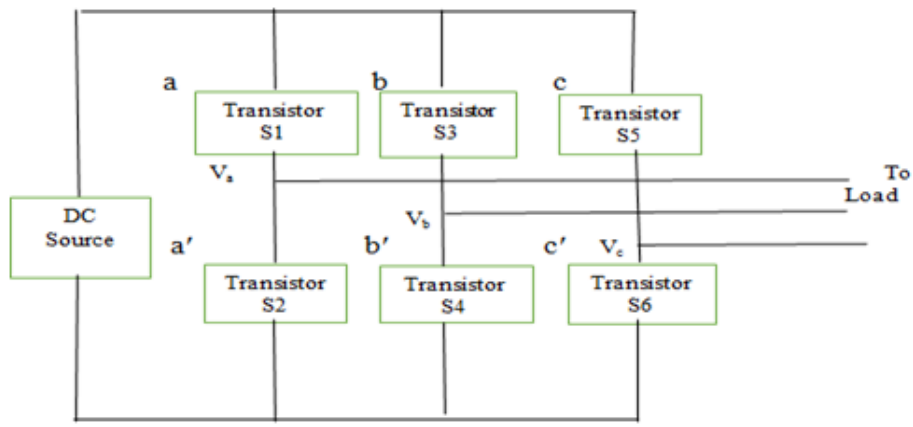 a
b
c
Transistor
S1
Transistor
S3
Transistor
S5
Va
To
Load
DC
Source
Vb
a′
b′
c′
Vc
Transistor
S2
Transistor
S4
Transistor
S6